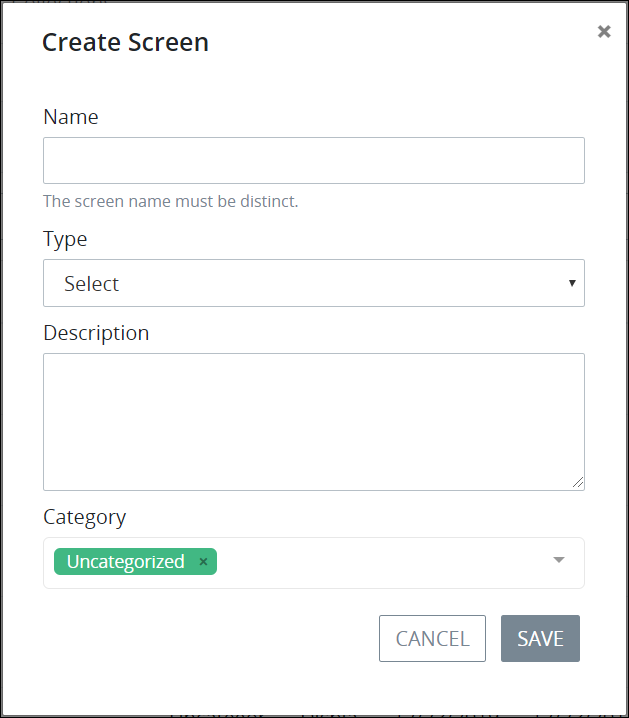 Create Screen
×
Name
The screen name must be distinct.
Type
Select
Description
Category
Uncategorized ×
CANCEL SAVE